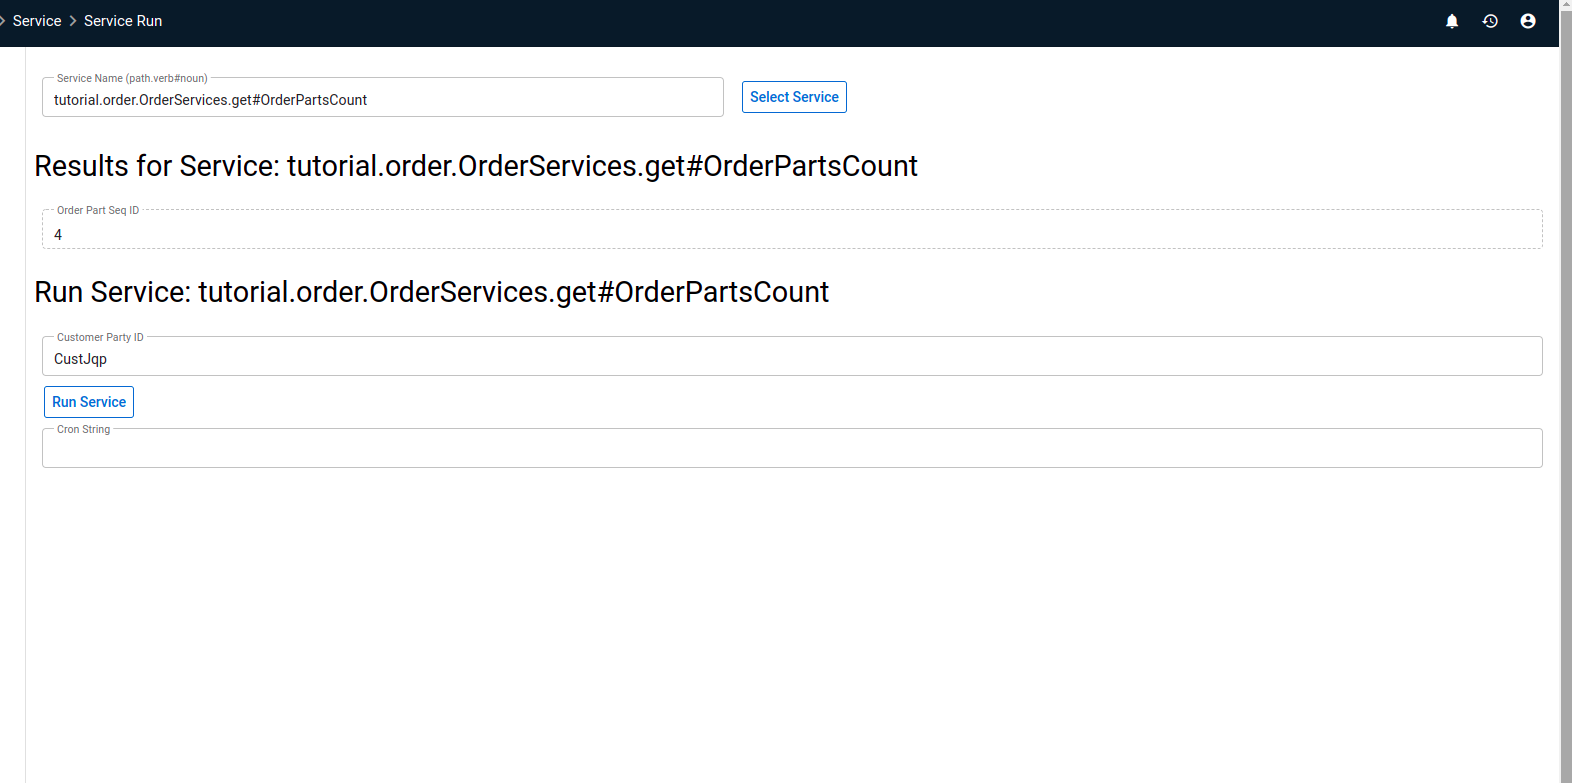 Service Service Run
Service Name (path.verb#noun)
tutorial.order.OrderServices.get#OrderPartsCount
Select Service
Results for Service: tutorial.order.OrderServices.get#OrderPartsCount
Order Part Seq ID
4
Run Service: tutorial.order.OrderServices.get#OrderPartsCount
Customer Party ID
CustJqp
Run Service
Cron String